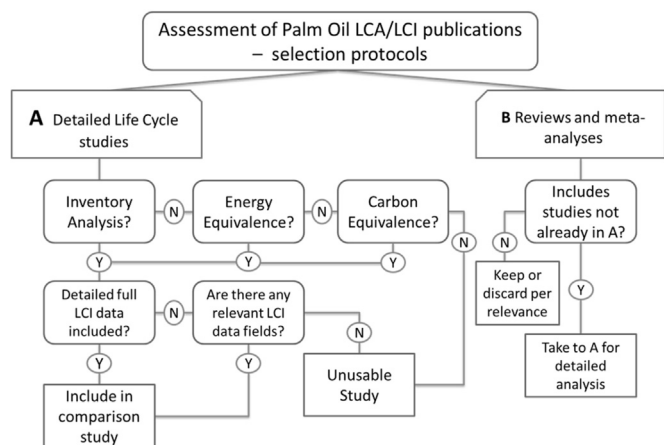 Assessment of Palm Oil LCA/LCI publications
– selection protocols
A Detailed Life Cycle
studies
B Reviews and meta-
analyses
Inventory
Analysis?
N
Energy
Equivalence?
N
Carbon
Equivalence?
Includes
studies not
already in A?
N
N
Y
Y
Y
Keep or
discard per
relevance
Y
Detailed full
LCI data
included?
N
Are there any
relevant LCI
data fields?
N
Y
Y
Unusable
Study
Take to A for
detailed
analysis
Include in
comparison
study